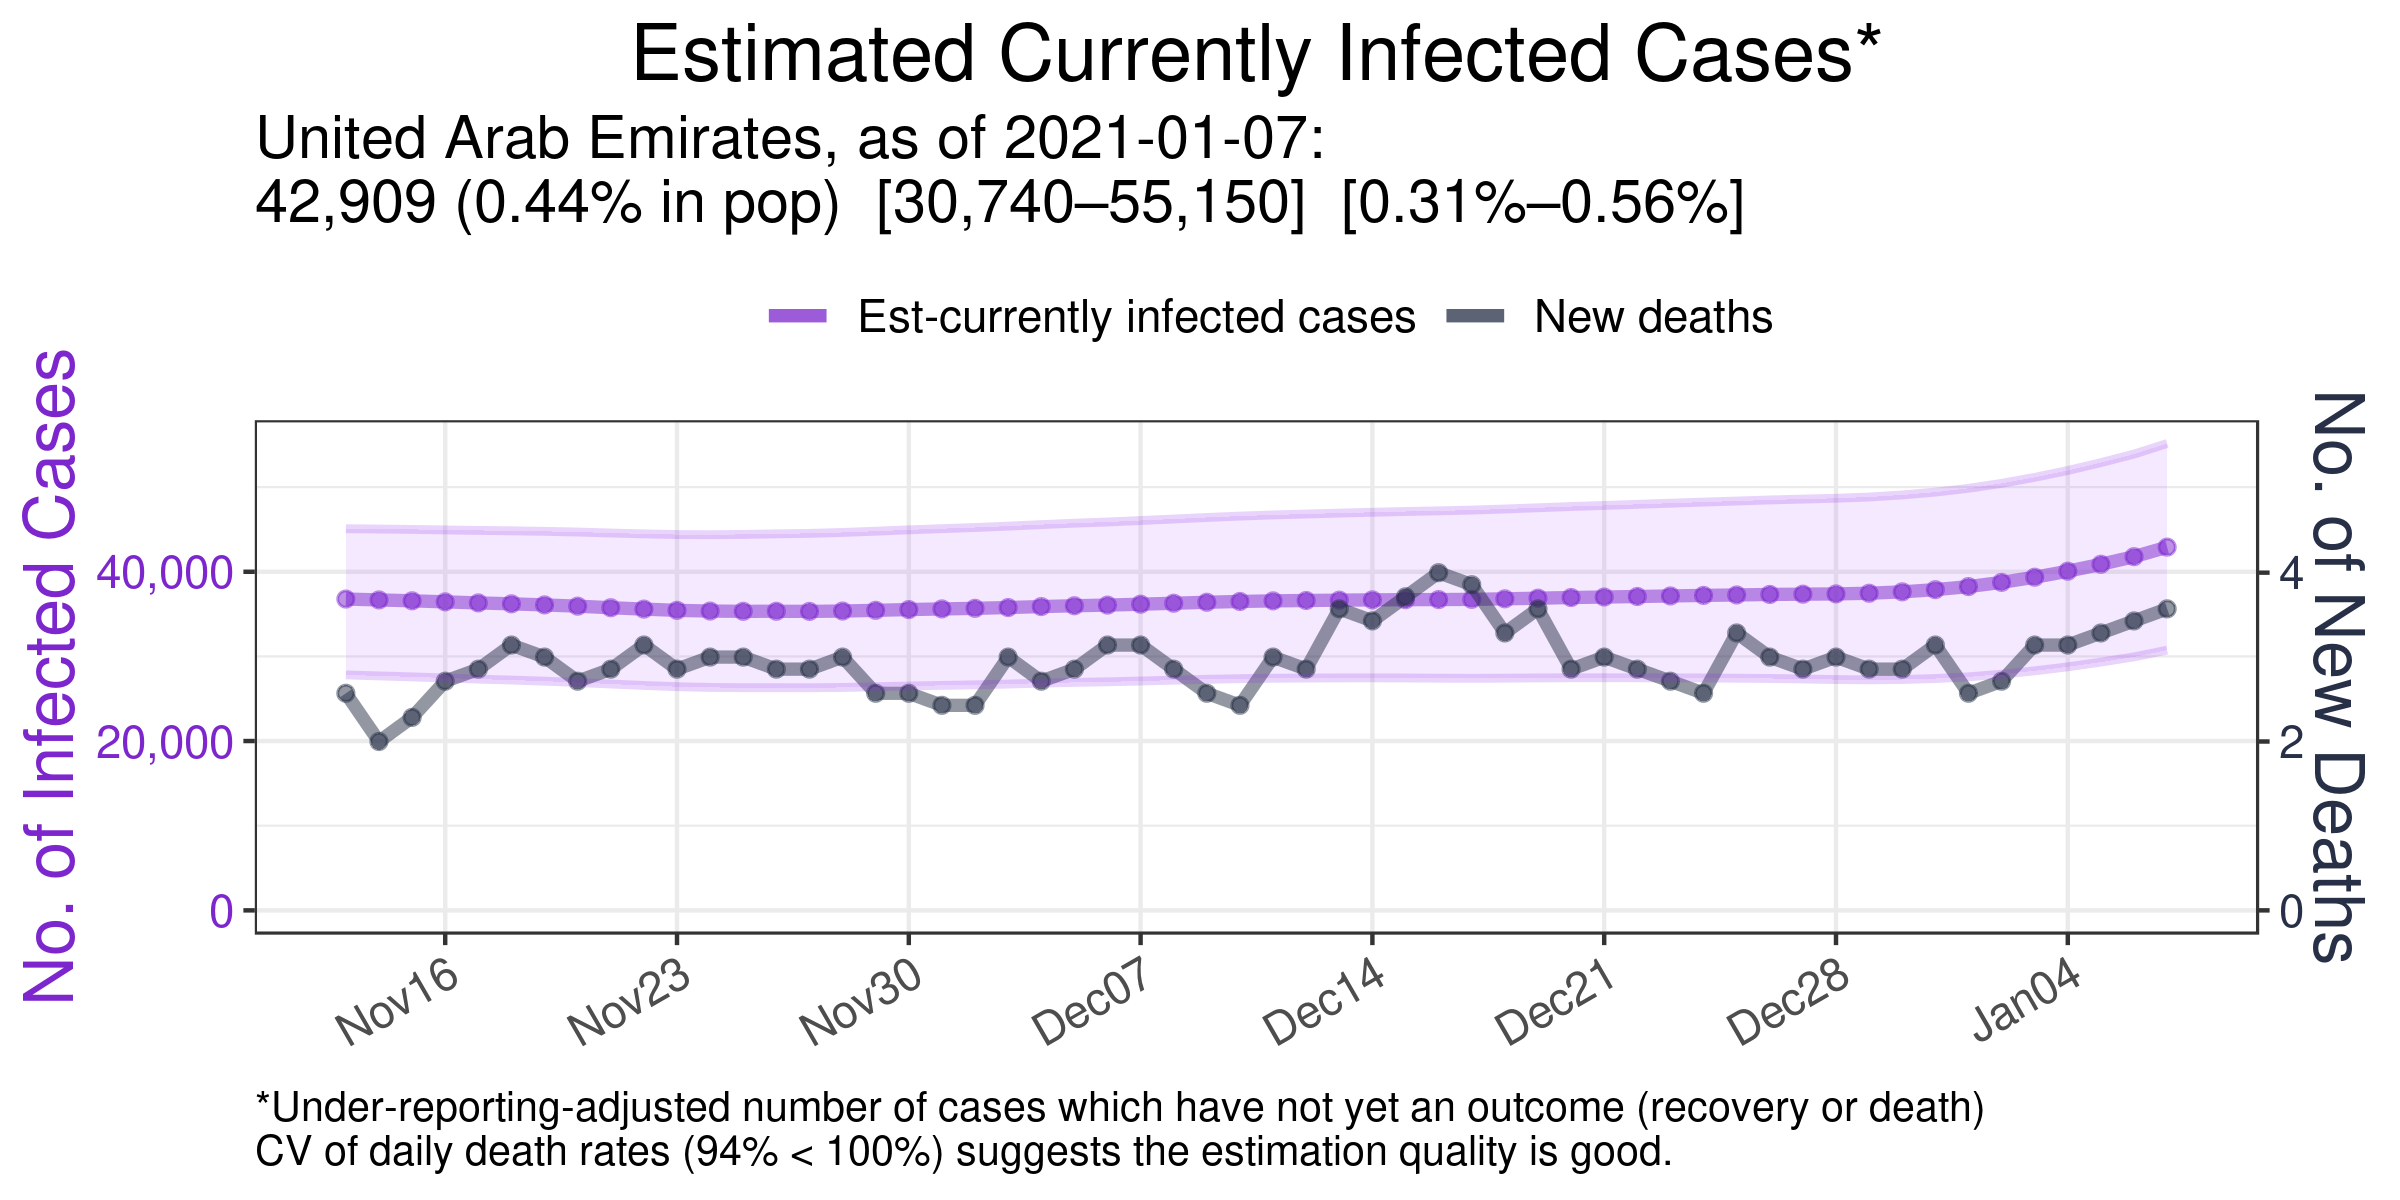 Estimated Currently Infected Cases*
United Arab Emirates, as of 2021-01-07:
42,909 (0.44% in pop)  [30,740–55,150]  [0.31%–0.56%]
Est-currently infected cases
New deaths
No. of Infected Cases
40,000
20,000
0
4
2
0
No. of New Deaths
Nov16
Nov23
Nov30
Dec07
Dec14
Dec21
Dec28
Jan04
*Under-reporting-adjusted number of cases which have not yet an outcome (recovery or death)
CV of daily death rates (94% < 100%) suggests the estimation quality is good.